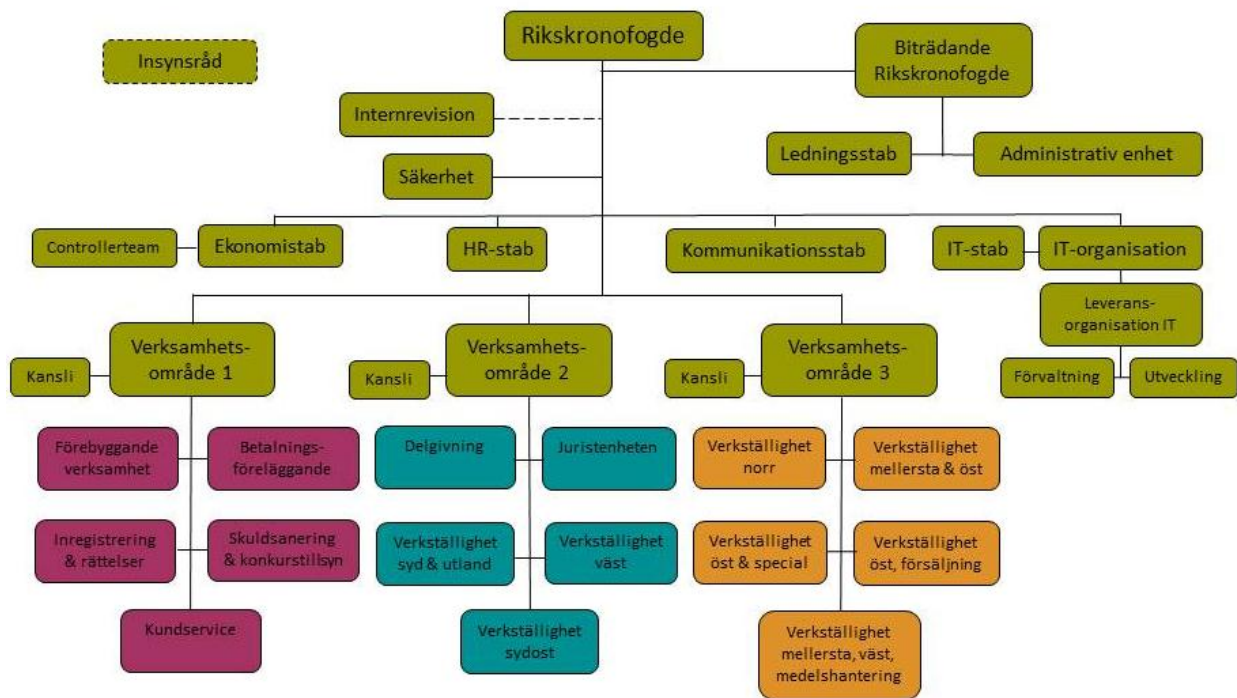 Rikskronofogde
Insynsråd
Biträdande
Rikskronofogde
Internrevision
Ledningsstab
Administrativ enhet
Säkerhet
Controllerteam
Ekonomistab
HR-stab
Kommunikationsstab
IT-stab
IT-organisation
Leverans-
organisation IT
Förvaltning
Utveckling
Verksamhets-
område 1
Kansli
Verksamhets-
område 2
Kansli
Verksamhets-
område 3
Kansli
Förebyggande
verksamhet
Betalnings-
föreläggande
Inregistrering
& rättelser
Skuldsanering
& konkurstillsyn
Kundservice
Delgivning
Juristenheten
Verkställighet
syd & utland
Verkställighet
väst
Verkställighet
sydost
Verkställighet
norr
Verkställighet
mellersta & öst
Verkställighet
öst & special
Verkställighet
öst, försäljning
Verkställighet
mellersta, väst,
medelshantering